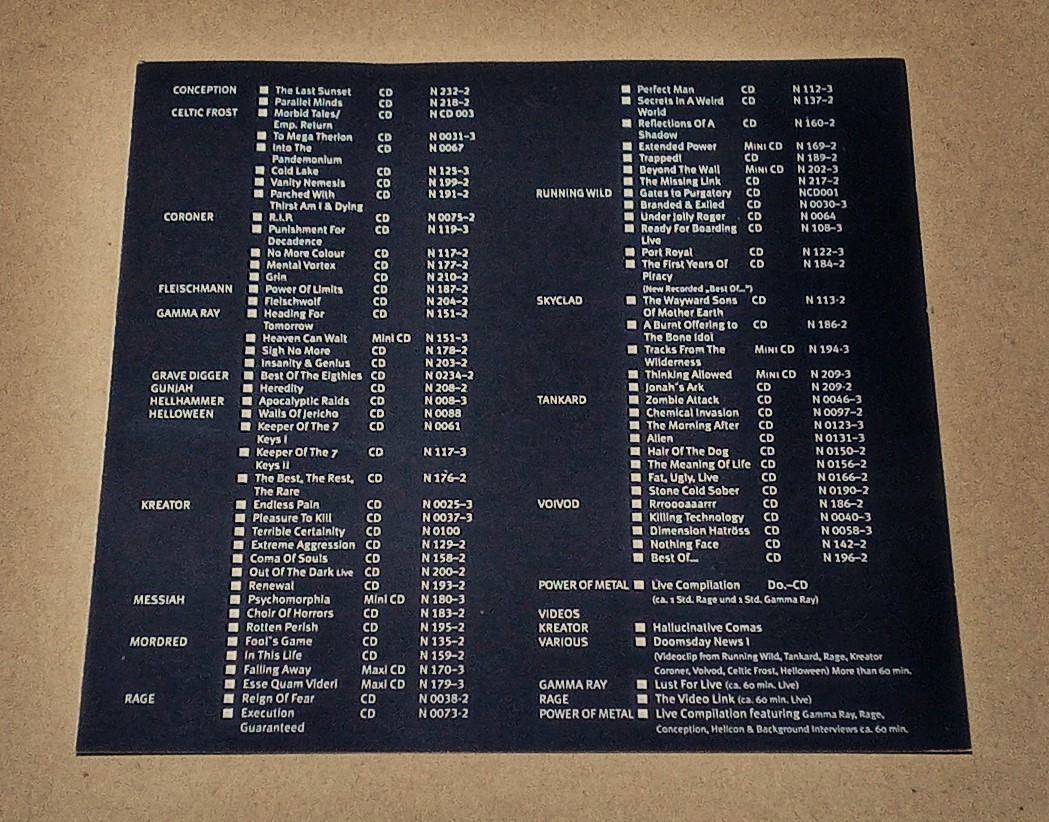 CONCEPTION The Last Sunset CD N 232-2
Parallel Minds CD N 218-2
CELTIC FROST Morbid Tales/ CD N CD 003
Emp. Return
To Mega Therion CD N 0031-3
Into The CD N 0067
Pandemonium
Cold Lake CD N 125-3
Vanity Nemesis CD N 199-2
Parched With CD N 191-2
Thirst Am I & Dying
CORONER R.I.P. CD N 0075-2
Punishment For CD N 119-3
Decadence
No More Colour CD N 117-2
Mental Vortex CD N 177-2
Grin CD N 210-2
FLEISCHMANN Power Of Limits CD N 187-2
Fleischwolf CD N 204-2
GAMMA RAY Heading For CD N 151-2
Tomorrow
Heaven Can Wait Mini CD N 151-3
Sigh No More CD N 178-2
Insanity & Genius CD N 203-2
GRAVE DIGGER Best Of The Eigthies CD N 0234-2
GUNJAH Heredity CD N 208-2
HELLHAMMER Apocalyptic Raids CD N 008-3
HELLOWEEN Walls Of Jericho CD N 0088
Keeper Of The 7 CD N 0061
Keys I
Keeper Of The 7 CD N 117-3
Keys II
The Best, The Rest, CD N 176-2
The Rare
KREATOR Endless Pain CD N 0025-3
Pleasure To Kill CD N 0037-3
Terrible Certainity CD N 0100
Extreme Aggression CD N 129-2
Coma Of Souls CD N 158-2
Out Of The Dark Live CD N 200-2
Renewal CD N 193-2
MESSIAH Psychomorphia Mini CD N 180-3
Choir Of Horrors CD N 183-2
Rotten Perish CD N 195-2
MORDRED Fool's Game CD N 135-2
In This Life CD N 159-2
Falling Away Maxi CD N 170-3
Esse Quam Videri Maxi CD N 179-3
RAGE Reign Of Fear CD N 0038-2
Execution CD N 0073-2
Guaranteed
Perfect Man CD N 112-3
Secrets In A Weird CD N 137-2
World
Reflections Of A CD N 160-2
Shadow
Extended Power Mini CD N 169-2
Trapped! CD N 189-2
Beyond The Wall Mini CD N 202-3
The Missing Link CD N 217-2
RUNNING WILD Gates to Purgatory CD NCD001
Branded & Exiled CD N 0030-3
Under Jolly Roger CD N 0064
Ready For Boarding CD N 108-3
Live
Port Royal CD N 122-3
The First Years Of CD N 184-2
Piracy
(New Recorded „Best Of...")
SKYCLAD The Wayward Sons CD N 113-2
Of Mother Earth
A Burnt Offering to CD N 186-2
The Bone Idol
Tracks From The Mini CD N 194-3
Wilderness
Thinking Allowed Mini CD N 209-3
Jonah's Ark CD N 209-2
TANKARD Zombie Attack CD N 0046-3
Chemical Invasion CD N 0097-2
The Morning After CD N 0123-3
Alien CD N 0131-3
Hair Of The Dog CD N 0150-2
The Meaning Of Life CD N 0156-2
Fat, Ugly, Live CD N 0166-2
Stone Cold Sober CD N 0190-2
VOIVOD Rrroooaaarrr CD N 186-2
Killing Technology CD N 0040-3
Dimension Hatröss CD N 0058-3
Nothing Face CD N 142-2
Best Of... CD N 196-2
POWER OF METAL Live Compilation Do.-CD
(ca. 1 Std. Rage und 1 Std. Gamma Ray)
VIDEOS
KREATOR Hallucinative Comas
VARIOUS Doomsday News I
(Videoclip from Running Wild, Tankard, Rage, Kreator
Coroner, Voivod, Celtic Frost, Helloween) More than 60 min.
GAMMA RAY Lust For Live (ca. 60 min. Live)
RAGE The Video Link (ca. 60 min. Live)
POWER OF METAL Live Compilation featuring Gamma Ray, Rage,
Conception, Helicon & Background Interviews ca. 60 min.